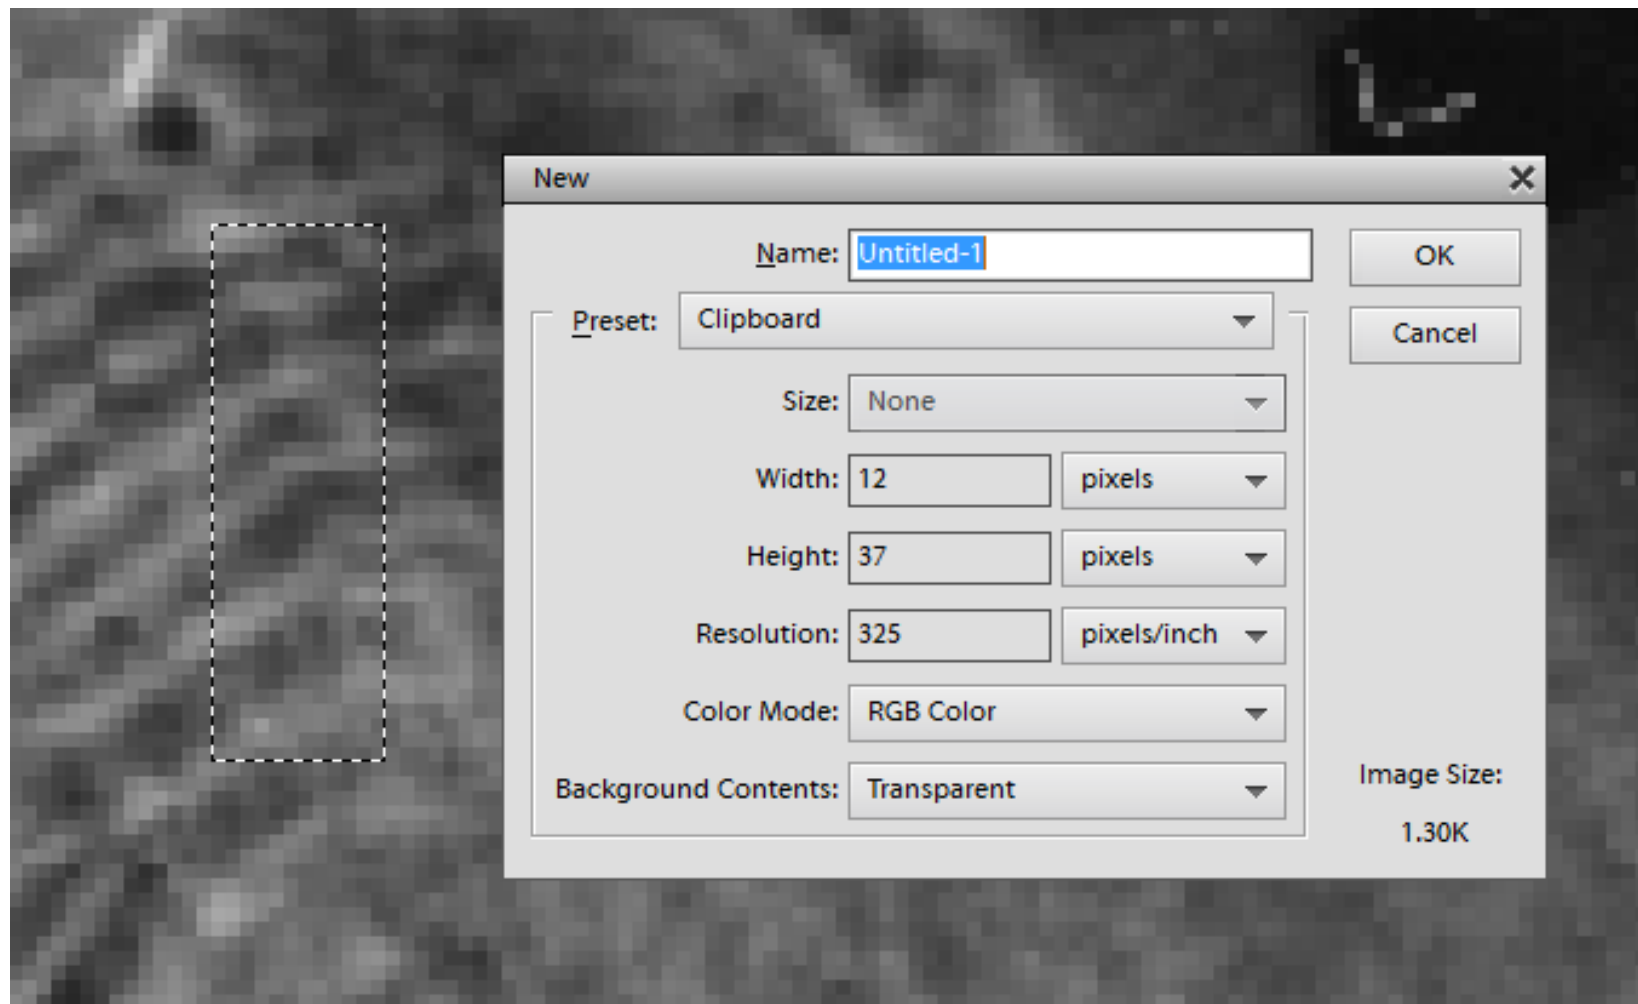 New
Name: Untitled-1
OK
Preset: Clipboard
Cancel
Size: None
Width: 12 pixels
Height: 37 pixels
Resolution: 325 pixels/inch
Color Mode: RGB Color
Background Contents: Transparent
Image Size:
1.30K